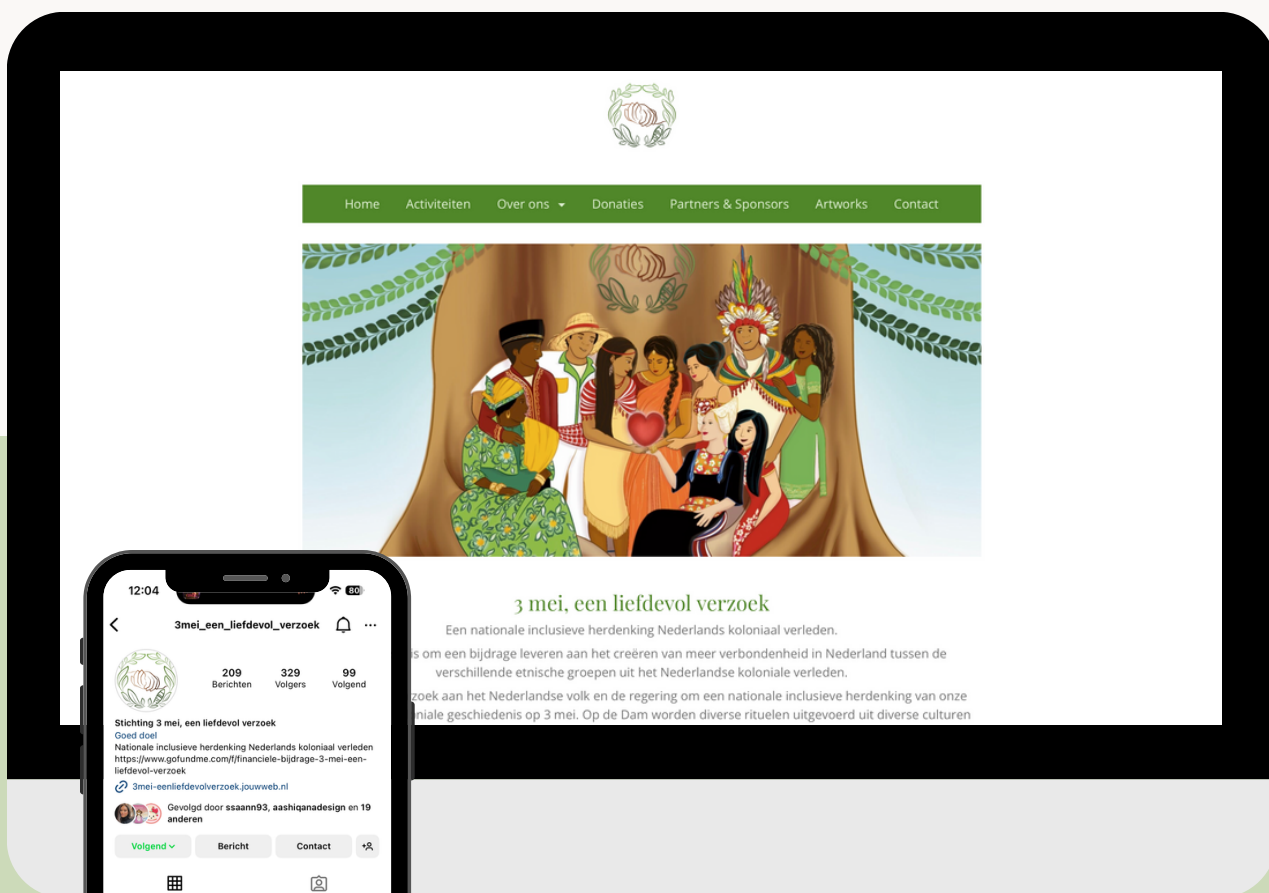 Home Activiteiten Over ons Donaties Partners & Sponsors Artworks Contact
3 mei, een liefdevol verzoek
Een nationale inclusieve herdenking Nederlands koloniaal verleden.
is om een bijdrage leveren aan het creëren van meer verbondenheid in Nederland tussen de
verschillende etnische groepen uit het Nederlandse koloniale verleden.
zoek aan het Nederlandse volk en de regering om een nationale inclusieve herdenking van onze
niale geschiedenis op 3 mei. Op de Dam worden diverse rituelen uitgevoerd uit diverse culturen
12:04 80
3mei_een_liefdevol_verzoek
209 329 99
Berichten Volgers Volgend
Stichting 3 mei, een liefdevol verzoek
Goed doel
Nationale inclusieve herdenking Nederlands koloniaal verleden
https://www.gofundme.com/f/financiele-bijdrage-3-mei-een-
liefdevol-verzoek
3mei-eenliefdevolverzoek.jouwweb.nl
Gevolgd door ssaann93, aashiqanadesign en 19
anderen
Volgend Bericht Contact